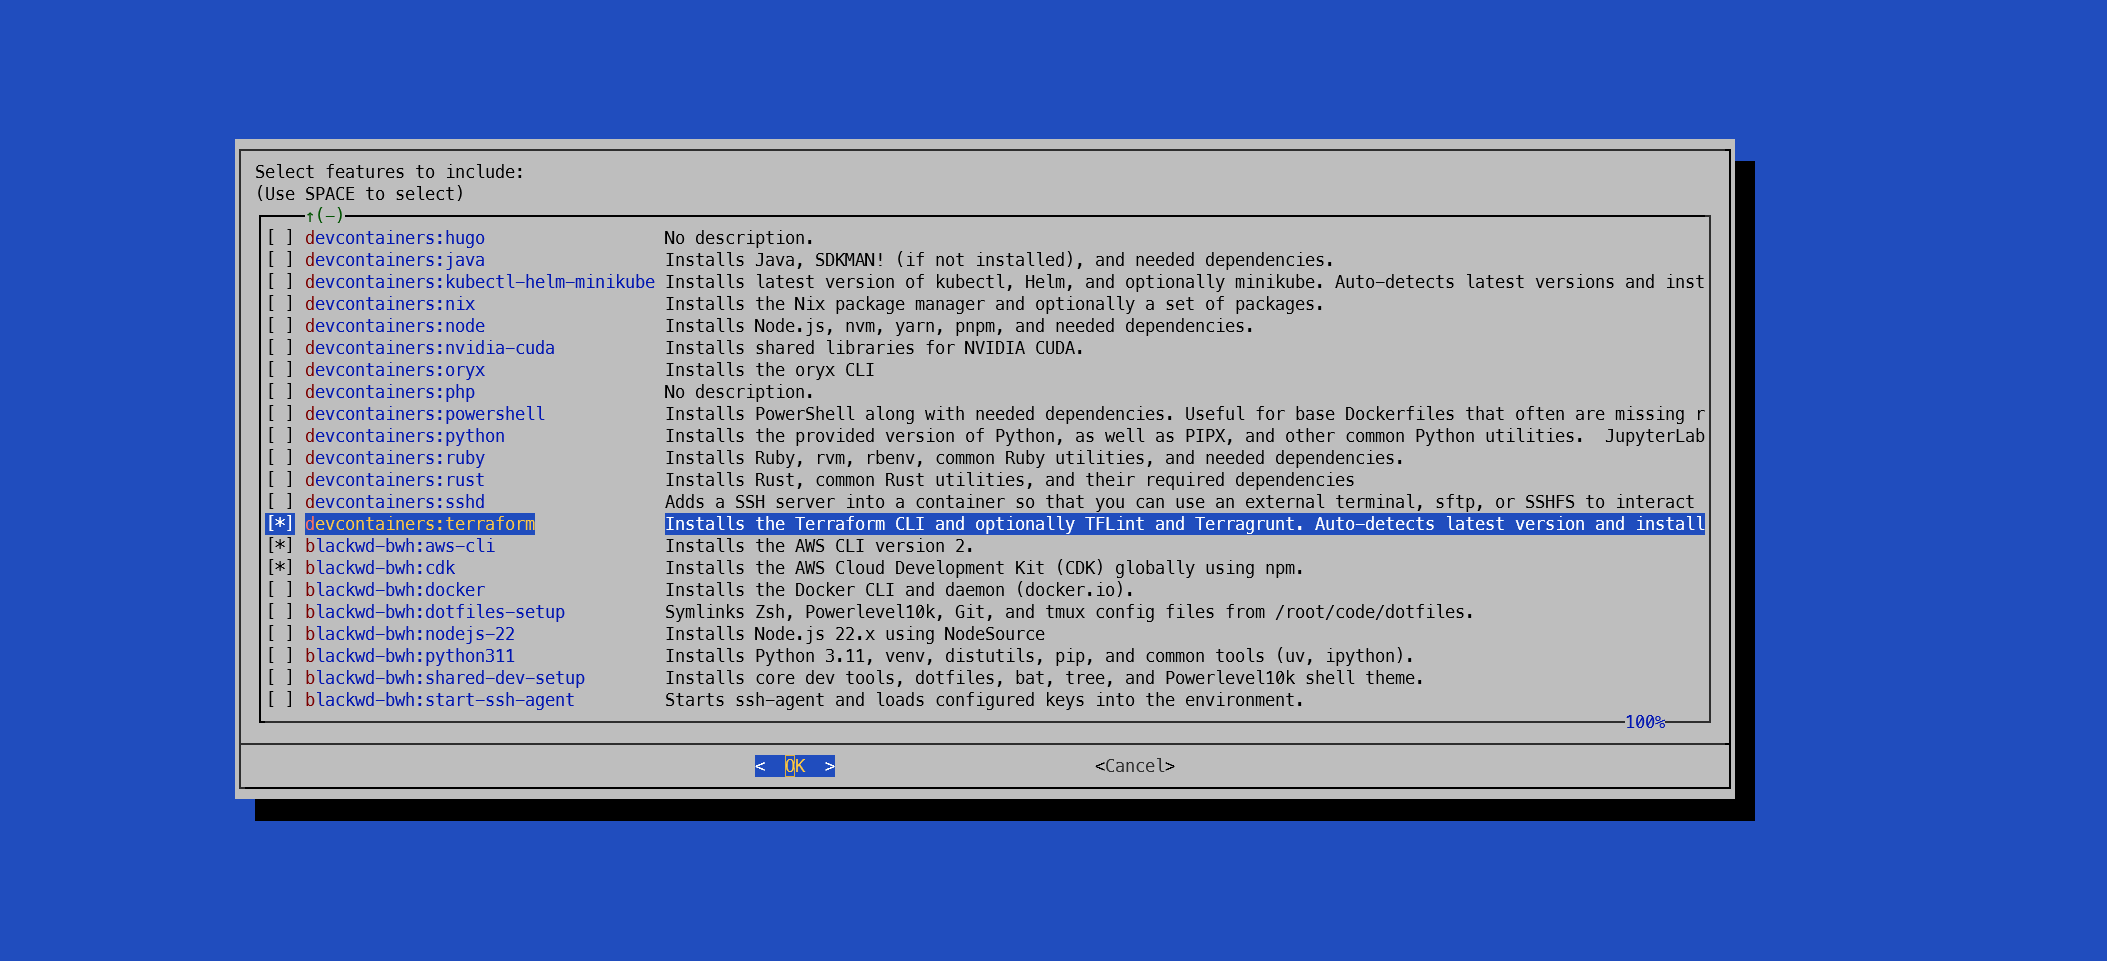 Select features to include:
(Use SPACE to select)
↑(-)
[ ] devcontainers:hugo No description.
[ ] devcontainers:java Installs Java, SDKMAN! (if not installed), and needed dependencies.
[ ] devcontainers:kubectl-helm-minikube Installs latest version of kubectl, Helm, and optionally minikube. Auto-detects latest versions and inst
[ ] devcontainers:nix Installs the Nix package manager and optionally a set of packages.
[ ] devcontainers:node Installs Node.js, nvm, yarn, pnpm, and needed dependencies.
[ ] devcontainers:nvidia-cuda Installs shared libraries for NVIDIA CUDA.
[ ] devcontainers:oryx Installs the oryx CLI
[ ] devcontainers:php No description.
[ ] devcontainers:powershell Installs PowerShell along with needed dependencies. Useful for base Dockerfiles that often are missing r
[ ] devcontainers:python Installs the provided version of Python, as well as PIPX, and other common Python utilities.  JupyterLab
[ ] devcontainers:ruby Installs Ruby, rvm, rbenv, common Ruby utilities, and needed dependencies.
[ ] devcontainers:rust Installs Rust, common Rust utilities, and their required dependencies
[ ] devcontainers:sshd Adds a SSH server into a container so that you can use an external terminal, sftp, or SSHFS to interact
[*] devcontainers:terraform Installs the Terraform CLI and optionally TFLint and Terragrunt. Auto-detects latest version and install
[*] blackwd-bwh:aws-cli Installs the AWS CLI version 2.
[*] blackwd-bwh:cdk Installs the AWS Cloud Development Kit (CDK) globally using npm.
[ ] blackwd-bwh:docker Installs the Docker CLI and daemon (docker.io).
[ ] blackwd-bwh:dotfiles-setup Symlinks Zsh, Powerlevel10k, Git, and tmux config files from /root/code/dotfiles.
[ ] blackwd-bwh:nodejs-22 Installs Node.js 22.x using NodeSource
[ ] blackwd-bwh:python311 Installs Python 3.11, venv, distutils, pip, and common tools (uv, ipython).
[ ] blackwd-bwh:shared-dev-setup Installs core dev tools, dotfiles, bat, tree, and Powerlevel10k shell theme.
[ ] blackwd-bwh:start-ssh-agent Starts ssh-agent and loads configured keys into the environment.
100%
<  OK  > <Cancel>